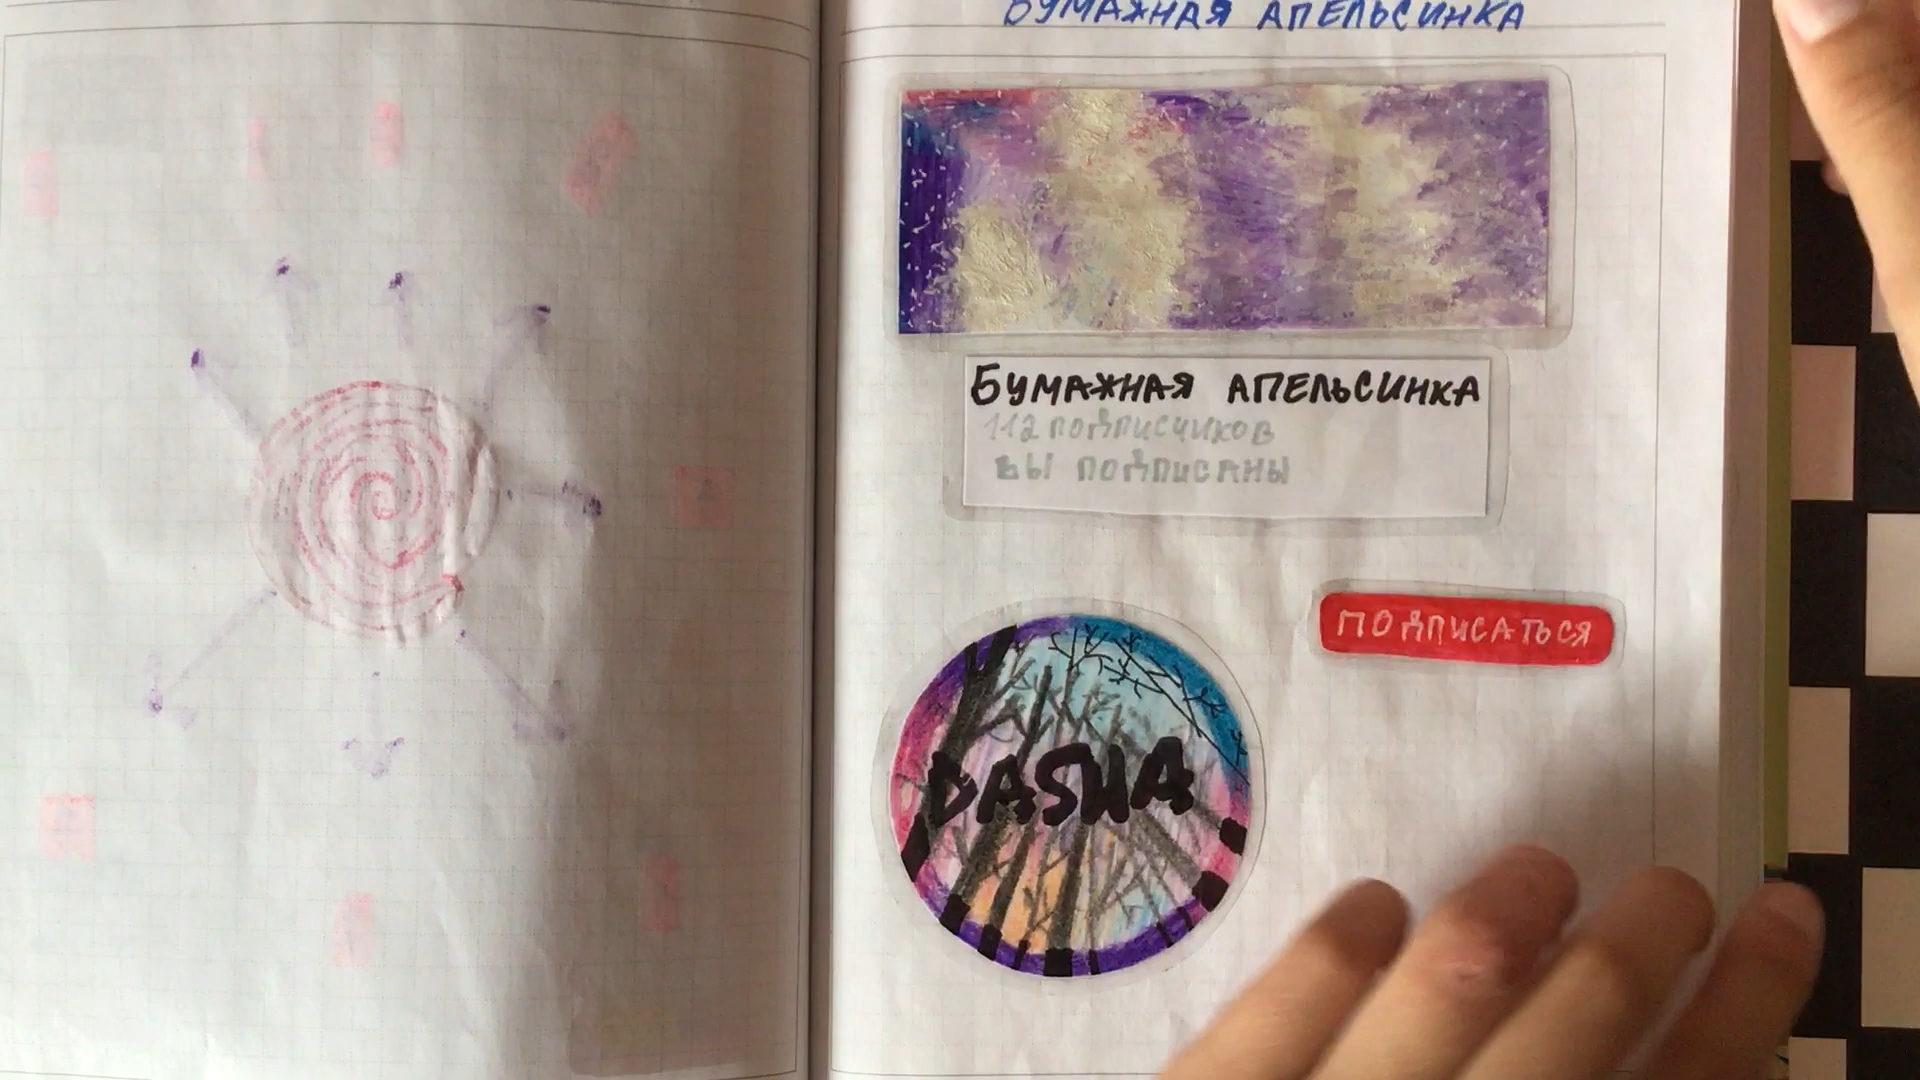 БУМАЖНАЯ АПЕЛЬСИНКА
БУМАЖНАЯ АПЕЛЬСИНКА
112 подписчиков
вы подписаны
ПОДПИСАТЬСЯ
DASHA